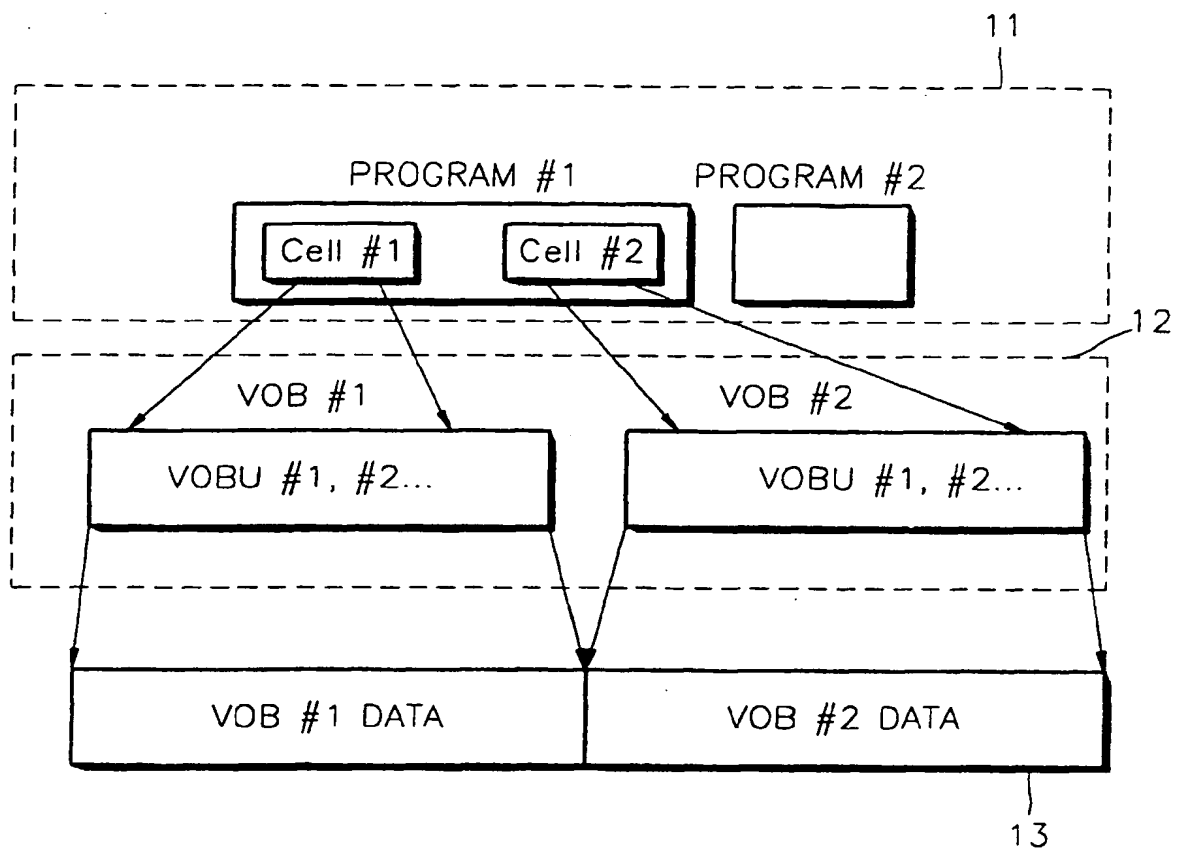 11
PROGRAM #1 PROGRAM #2
Cell #1 Cell #2
12
VOB #1 VOB #2
VOBU #1, #2... VOBU #1, #2...
VOB #1 DATA VOB #2 DATA
13